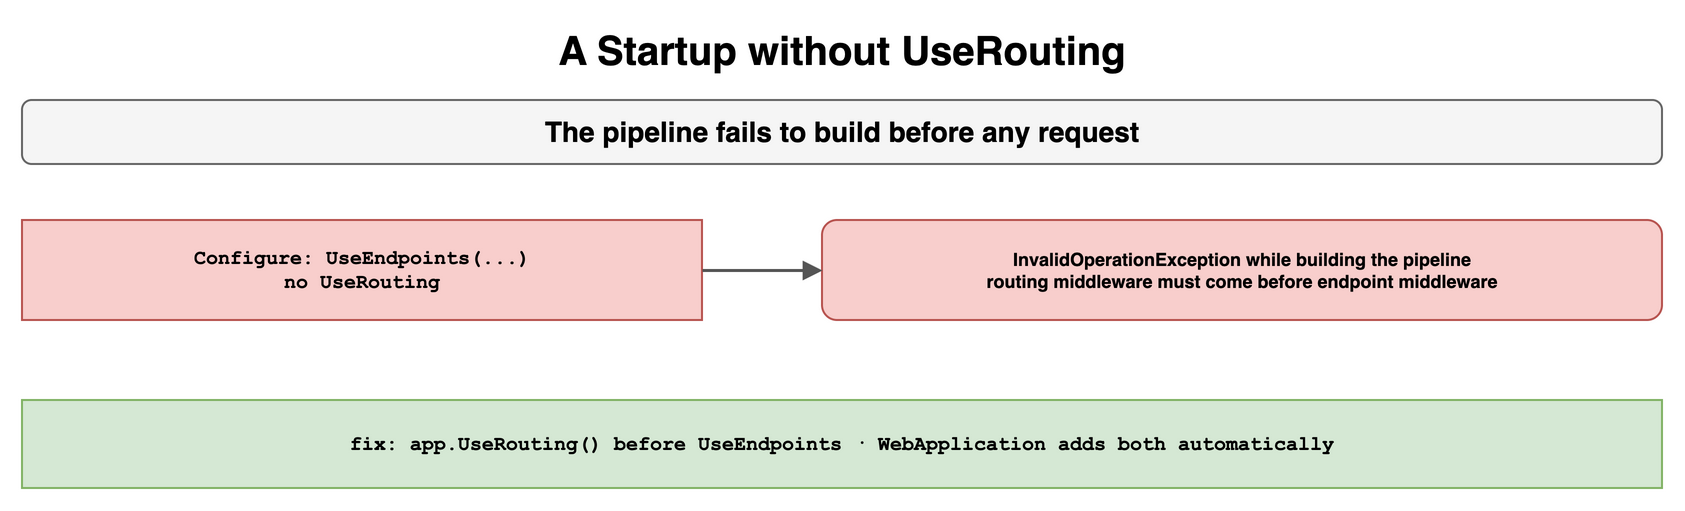 A Startup without UseRouting
The pipeline fails to build before any request
Configure: UseEndpoints(...)
no UseRouting
InvalidOperationException while building the pipeline
routing middleware must come before endpoint middleware
fix: app.UseRouting() before UseEndpoints · WebApplication adds both automatically